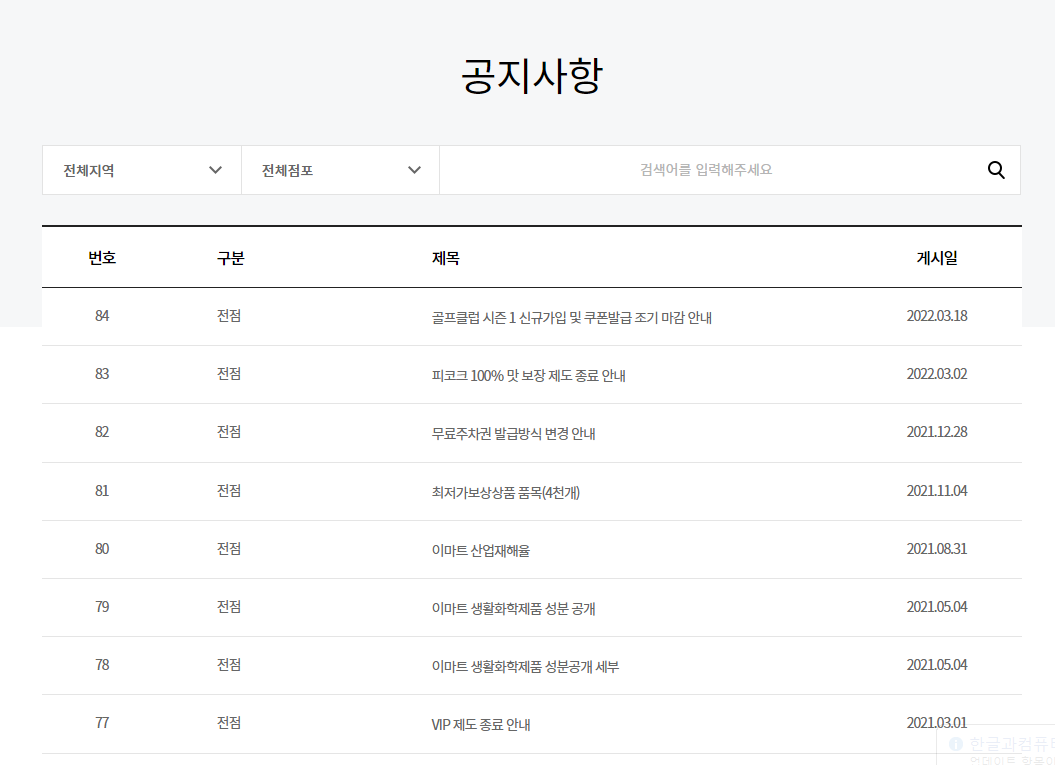 공지사항
전체지역 전체점포 검색어를 입력해주세요
번호 구분 제목 게시일
84 전점 골프클럽 시즌 1 신규가입 및 쿠폰발급 조기 마감 안내 2022.03.18
83 전점 피코크 100% 맛 보장 제도 종료 안내 2022.03.02
82 전점 무료주차권 발급방식 변경 안내 2021.12.28
81 전점 최저가보상상품 품목(4천개) 2021.11.04
80 전점 이마트 산업재해율 2021.08.31
79 전점 이마트 생활화학제품 성분 공개 2021.05.04
78 전점 이마트 생활화학제품 성분공개 세부 2021.05.04
77 전점 VIP 제도 종료 안내 2021.03.01
한글과컴퓨터